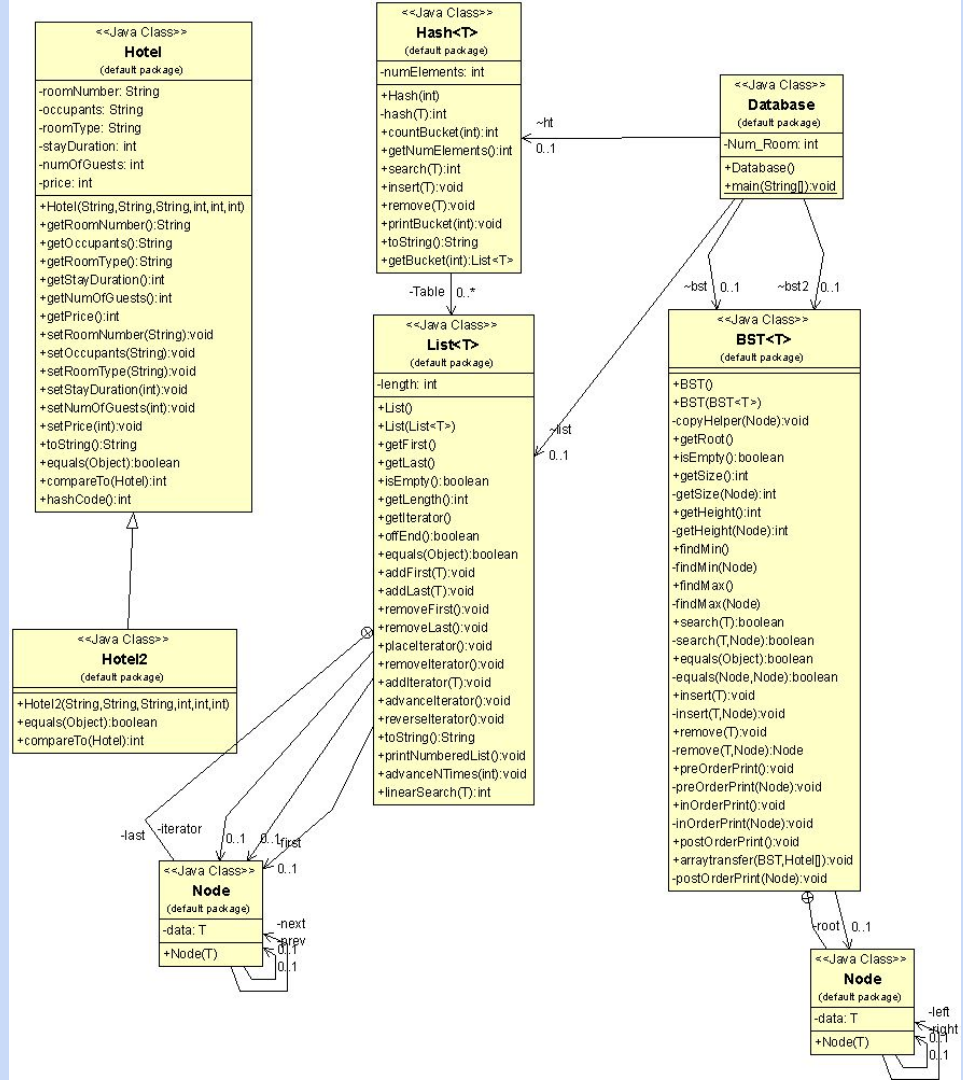 <<Java Class>>
Hotel
(default package)
-roomNumber: String
-occupants: String
-roomType: String
-stayDuration: int
-numOfGuests: int
-price: int
+Hotel(String,String,String,int,int,int)
+getRoomNumber():String
+getOccupants():String
+getRoomType():String
+getStayDuration():int
+getNumOfGuests():int
+getPrice():int
+setRoomNumber(String):void
+setOccupants(String):void
+setRoomType(String):void
+setStayDuration(int):void
+setNumOfGuests(int):void
+setPrice(int):void
+toString():String
+equals(Object):boolean
+compareTo(Hotel):int
+hashCode():int
<<Java Class>>
Hotel2
(default package)
+Hotel2(String,String,String,int,int,int)
+equals(Object):boolean
+compareTo(Hotel):int
<<Java Class>>
Hash<T>
(default package)
-numElements: int
+Hash(int)
-hash(T):int
+countBucket(int):int
+getNumElements():int
+search(T):int
+insert(T):void
+remove(T):void
+printBucket(int):void
+toString():String
+getBucket(int):List<T>
-Table 0..*
<<Java Class>>
List<T>
(default package)
-length: int
+List()
+List(List<T>)
+getFirst()
+getLast()
+isEmpty():boolean
+getLength():int
+getIterator()
+offEnd():boolean
+equals(Object):boolean
+addFirst(T):void
+addLast(T):void
+removeFirst():void
+removeLast():void
+placeIterator():void
+removeIterator():void
+addIterator(T):void
+advanceIterator():void
+reverseIterator():void
+toString():String
+printNumberedList():void
+advanceNTimes(int):void
+linearSearch(T):int
-last
-iterator
0..1
0..1
-first
0..1
<<Java Class>>
Node
(default package)
-data: T
+Node(T)
-next
-prev
0..1
0..1
<<Java Class>>
Database
(default package)
-Num_Room: int
+Database()
+main(String[]):void
~ht
0..1
~list
0..1
~bst 0..1
~bst2 0..1
<<Java Class>>
BST<T>
(default package)
+BST()
+BST(BST<T>)
-copyHelper(Node):void
+getRoot()
+isEmpty():boolean
+getSize():int
-getSize(Node):int
+getHeight():int
-getHeight(Node):int
+findMin()
-findMin(Node)
+findMax()
-findMax(Node)
+search(T):boolean
-search(T,Node):boolean
+equals(Object):boolean
-equals(Node,Node):boolean
+insert(T):void
-insert(T,Node):void
+remove(T):void
-remove(T,Node):Node
+preOrderPrint():void
-preOrderPrint(Node):void
+inOrderPrint():void
-inOrderPrint(Node):void
+postOrderPrint():void
+arraytransfer(BST,Hotel[]):void
-postOrderPrint(Node):void
-root 0..1
<<Java Class>>
Node
(default package)
-data: T
+Node(T)
-left
-right
0..1
0..1